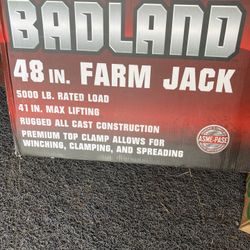 BADLAND
48 IN. FARM JACK
5000 LB. RATED LOAD
41 IN. MAX LIFTING
RUGGED ALL CAST CONSTRUCTION
PREMIUM TOP CLAMP ALLOWS FOR
WINCHING, CLAMPING, AND SPREADING
ASME-PASE